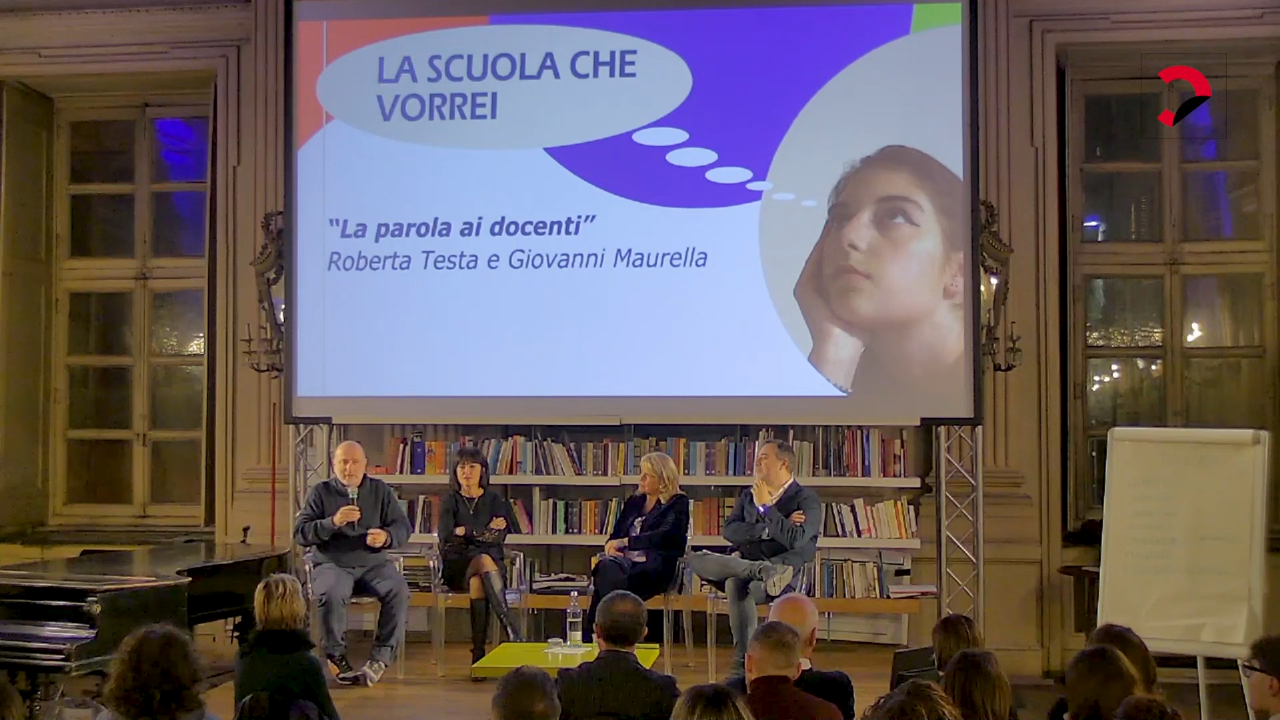 LA SCUOLA CHE
VORREI
“La parola ai docenti”
Roberta Testa e Giovanni Maurella